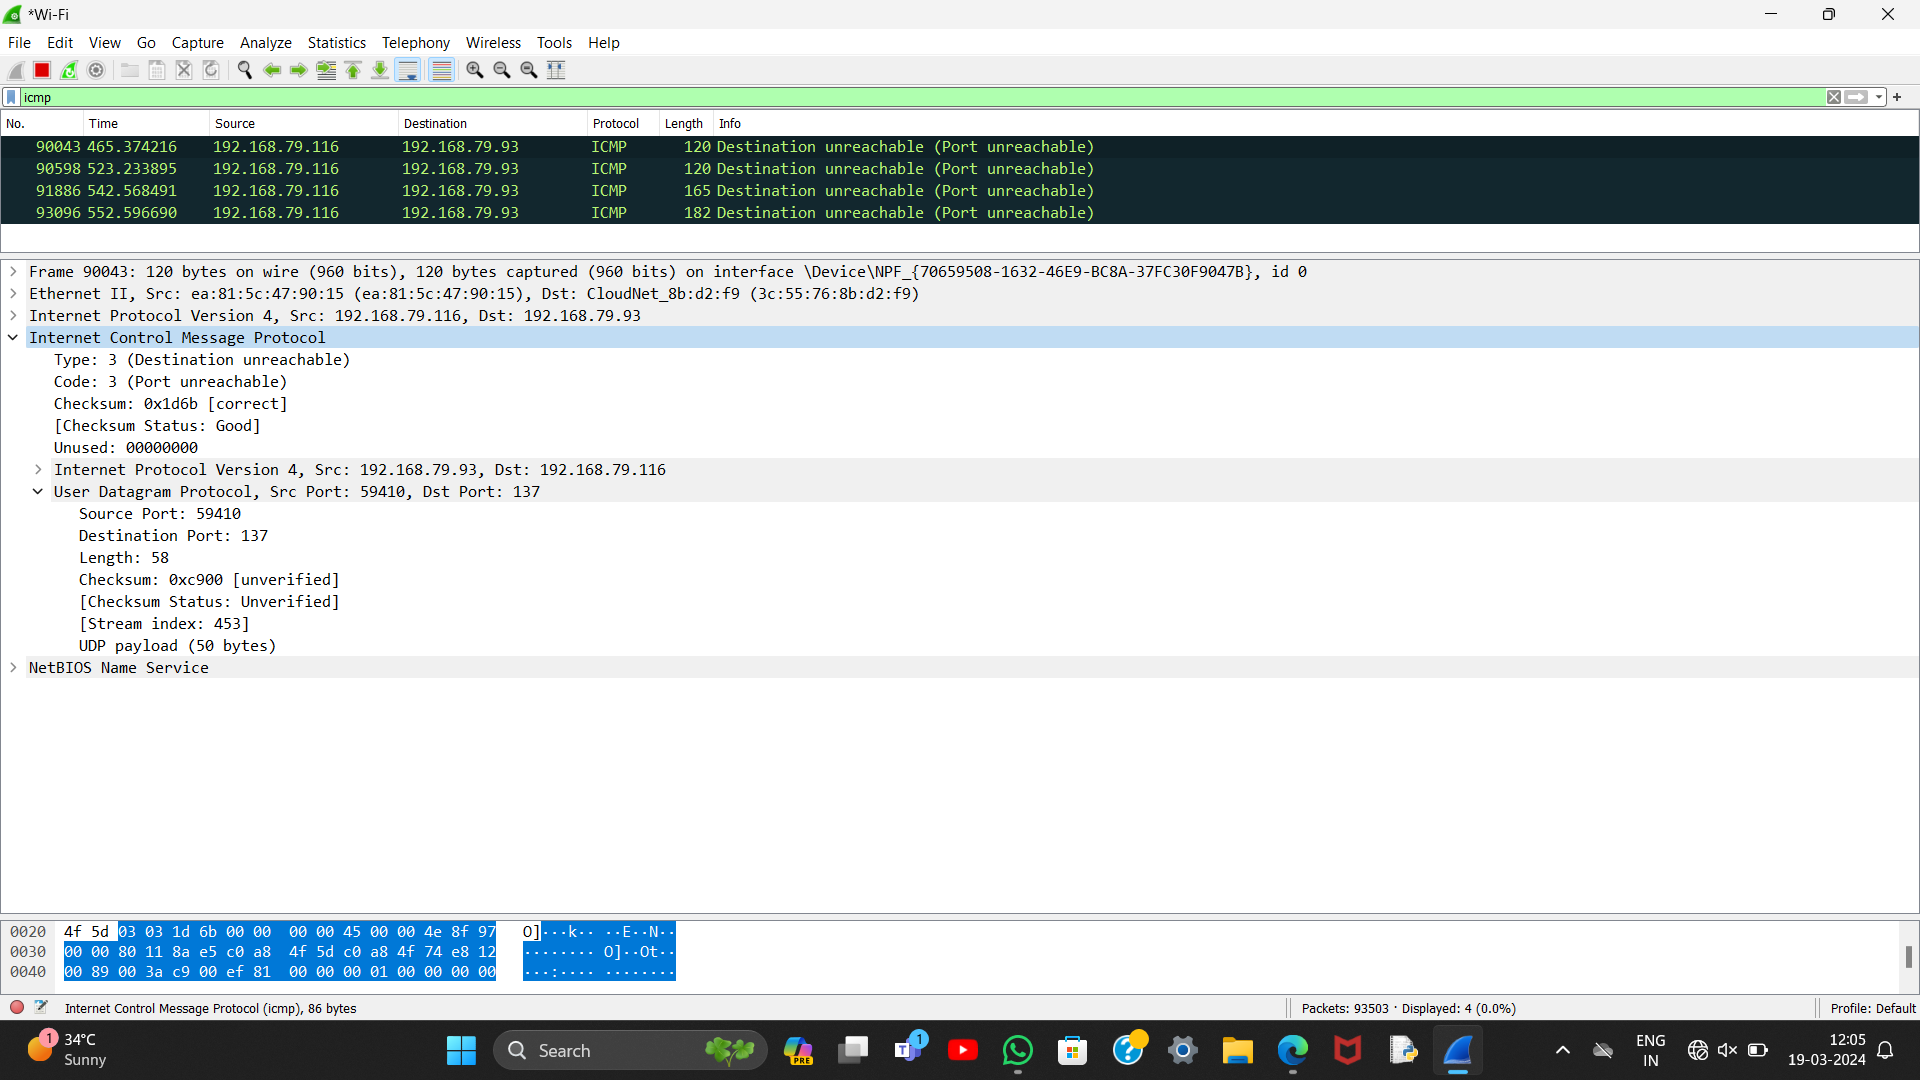 *Wi-Fi
File Edit View Go Capture Analyze Statistics Telephony Wireless Tools Help
icmp
No. Time Source Destination Protocol Length Info
90043 465.374216 192.168.79.116 192.168.79.93 ICMP 120 Destination unreachable (Port unreachable)
90598 523.233895 192.168.79.116 192.168.79.93 ICMP 120 Destination unreachable (Port unreachable)
91886 542.568491 192.168.79.116 192.168.79.93 ICMP 165 Destination unreachable (Port unreachable)
93096 552.596690 192.168.79.116 192.168.79.93 ICMP 182 Destination unreachable (Port unreachable)
Frame 90043: 120 bytes on wire (960 bits), 120 bytes captured (960 bits) on interface \Device\NPF_{70659508-1632-46E9-BC8A-37FC30F9047B}, id 0
Ethernet II, Src: ea:81:5c:47:90:15 (ea:81:5c:47:90:15), Dst: CloudNet_8b:d2:f9 (3c:55:76:8b:d2:f9)
Internet Protocol Version 4, Src: 192.168.79.116, Dst: 192.168.79.93
Internet Control Message Protocol
Type: 3 (Destination unreachable)
Code: 3 (Port unreachable)
Checksum: 0x1d6b [correct]
[Checksum Status: Good]
Unused: 00000000
Internet Protocol Version 4, Src: 192.168.79.93, Dst: 192.168.79.116
User Datagram Protocol, Src Port: 59410, Dst Port: 137
Source Port: 59410
Destination Port: 137
Length: 58
Checksum: 0xc900 [unverified]
[Checksum Status: Unverified]
[Stream index: 453]
UDP payload (50 bytes)
NetBIOS Name Service
0020 4f 5d 03 03 1d 6b 00 00 00 00 45 00 00 4e 8f 97 O]···k·· ··E··N··
0030 00 00 80 11 8a e5 c0 a8 4f 5d c0 a8 4f 74 e8 12 ········ O]··Ot··
0040 00 89 00 3a c9 00 ef 81 00 00 00 01 00 00 00 00 ···:···· ········
Internet Control Message Protocol (icmp), 86 bytes
Packets: 93503 · Displayed: 4 (0.0%)
Profile: Default
1
34°C
Sunny
Search
PRE
1
ENG
IN
12:05
19-03-2024